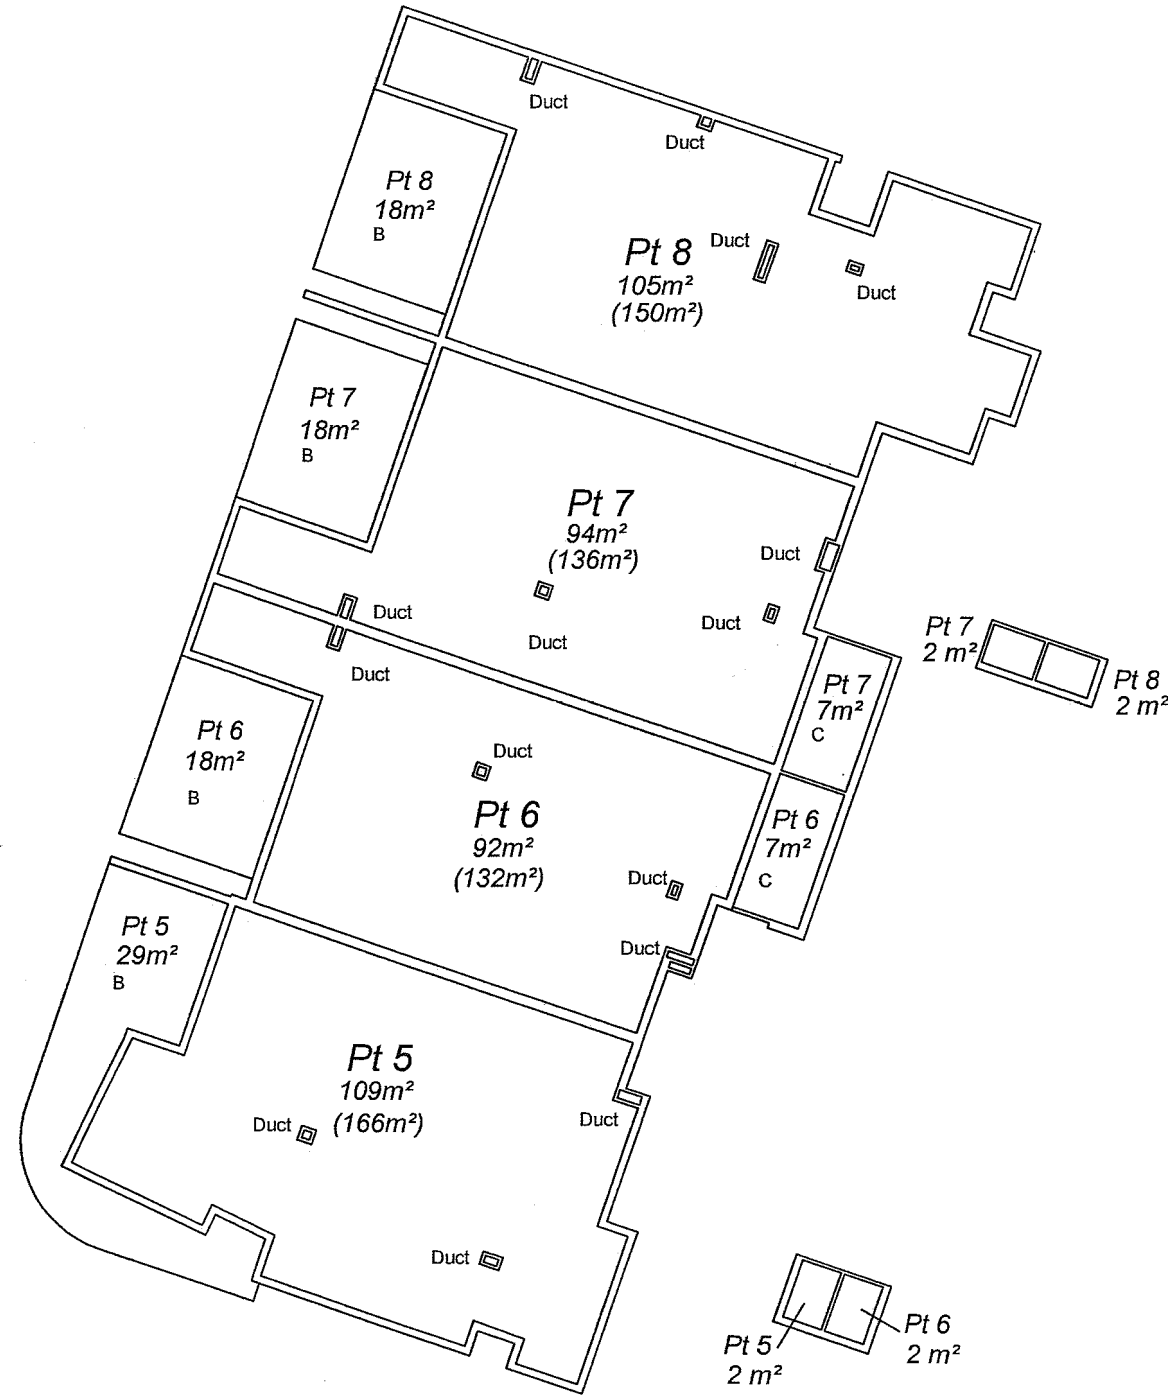 Duct
Duct
Pt 8
18m²
B
Pt 8
105m²
(150m²)
Duct
Duct
Pt 7
18m²
B
Pt 7
94m²
(136m²)
Duct
Duct
Duct
Duct
Duct
Pt 7
2 m²
Pt 8
2 m²
Pt 7
7m²
C
Pt 6
18m²
B
Duct
Pt 6
92m²
(132m²)
Pt 6
7m²
C
Duct
Duct
Pt 5
29m²
B
Pt 5
109m²
(166m²)
Duct
Duct
Duct
Pt 5
2 m²
Pt 6
2 m²